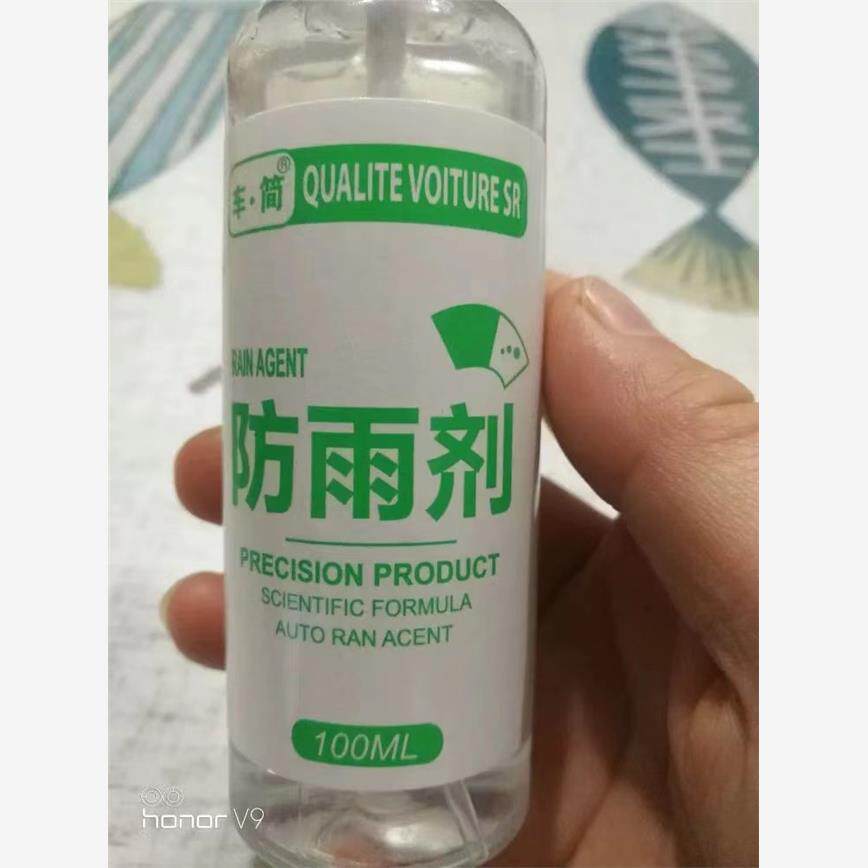 车·简® QUALITE VOITURE SR
RAIN AGENT
防雨剂
PRECISION PRODUCT
SCIENTIFIC FORMULA
AUTO RAN ACENT
100ML
honor V9